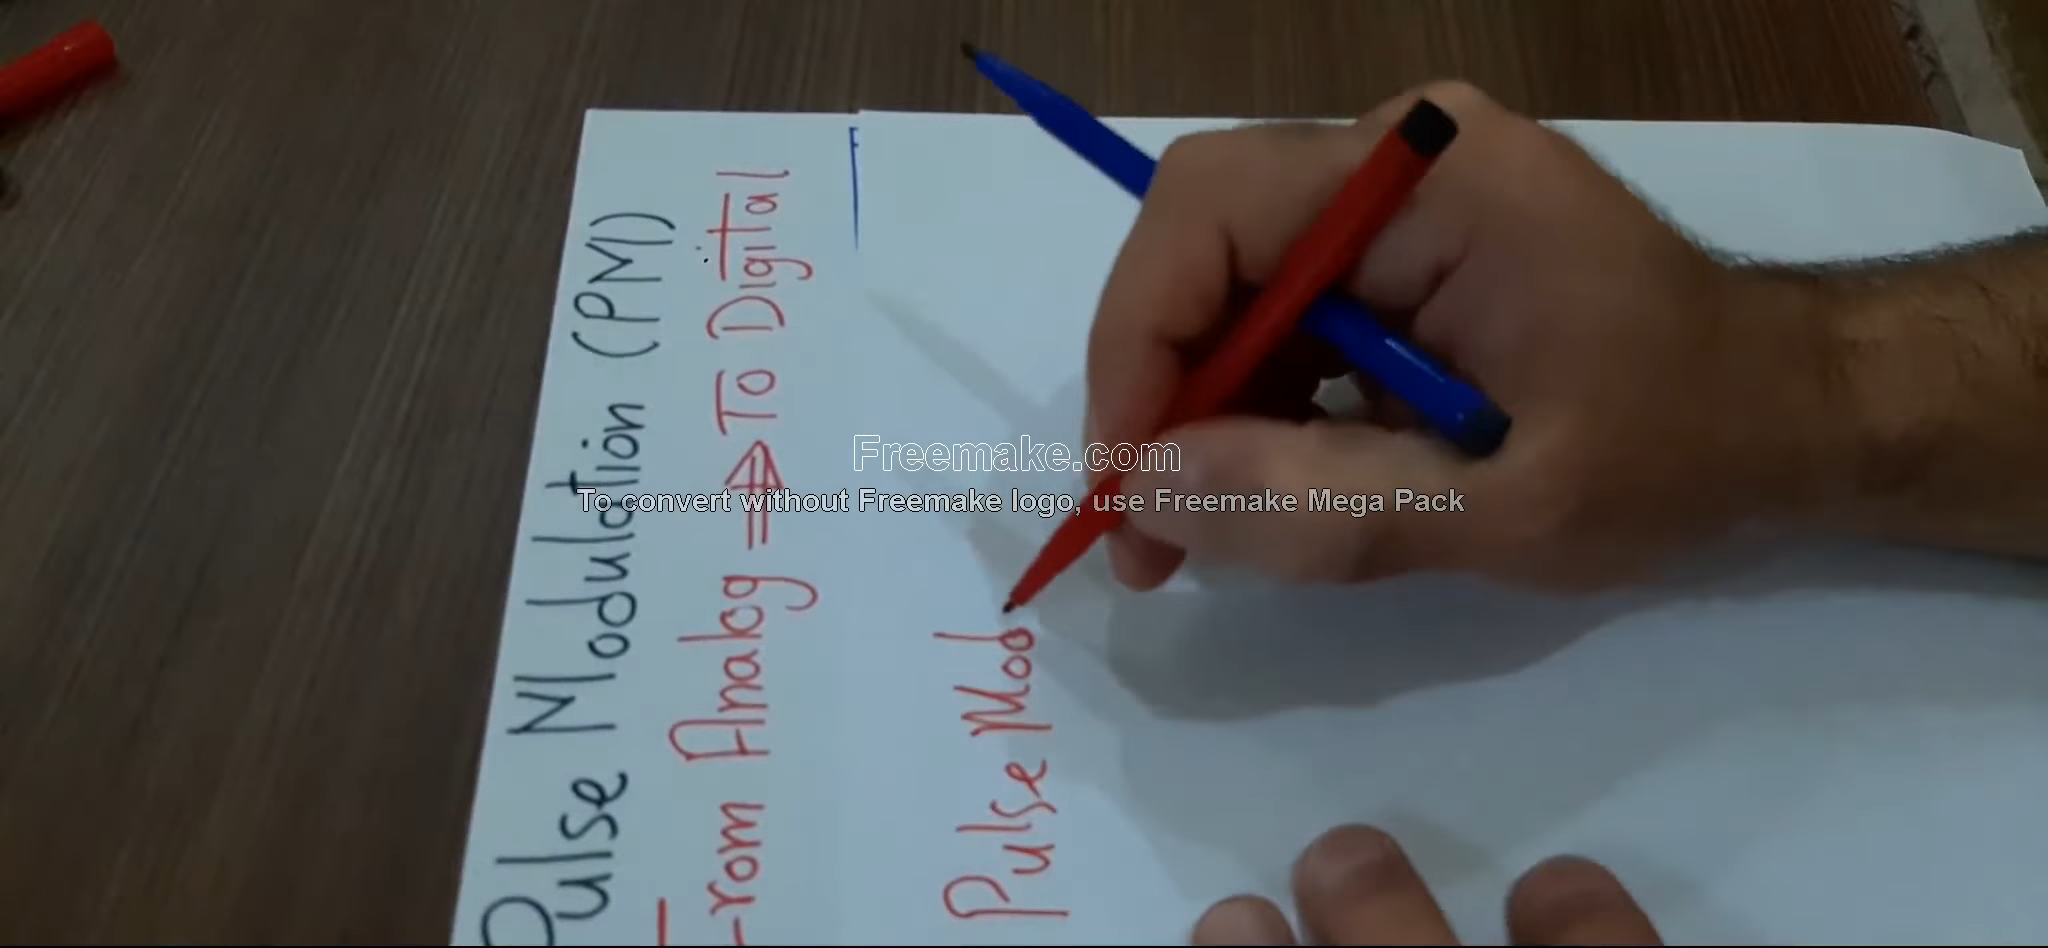 Pulse Modulation (PM)
From Analog ⇒ To Digital
Pulse Mod
Freemake.com
To convert without Freemake logo, use Freemake Mega Pack